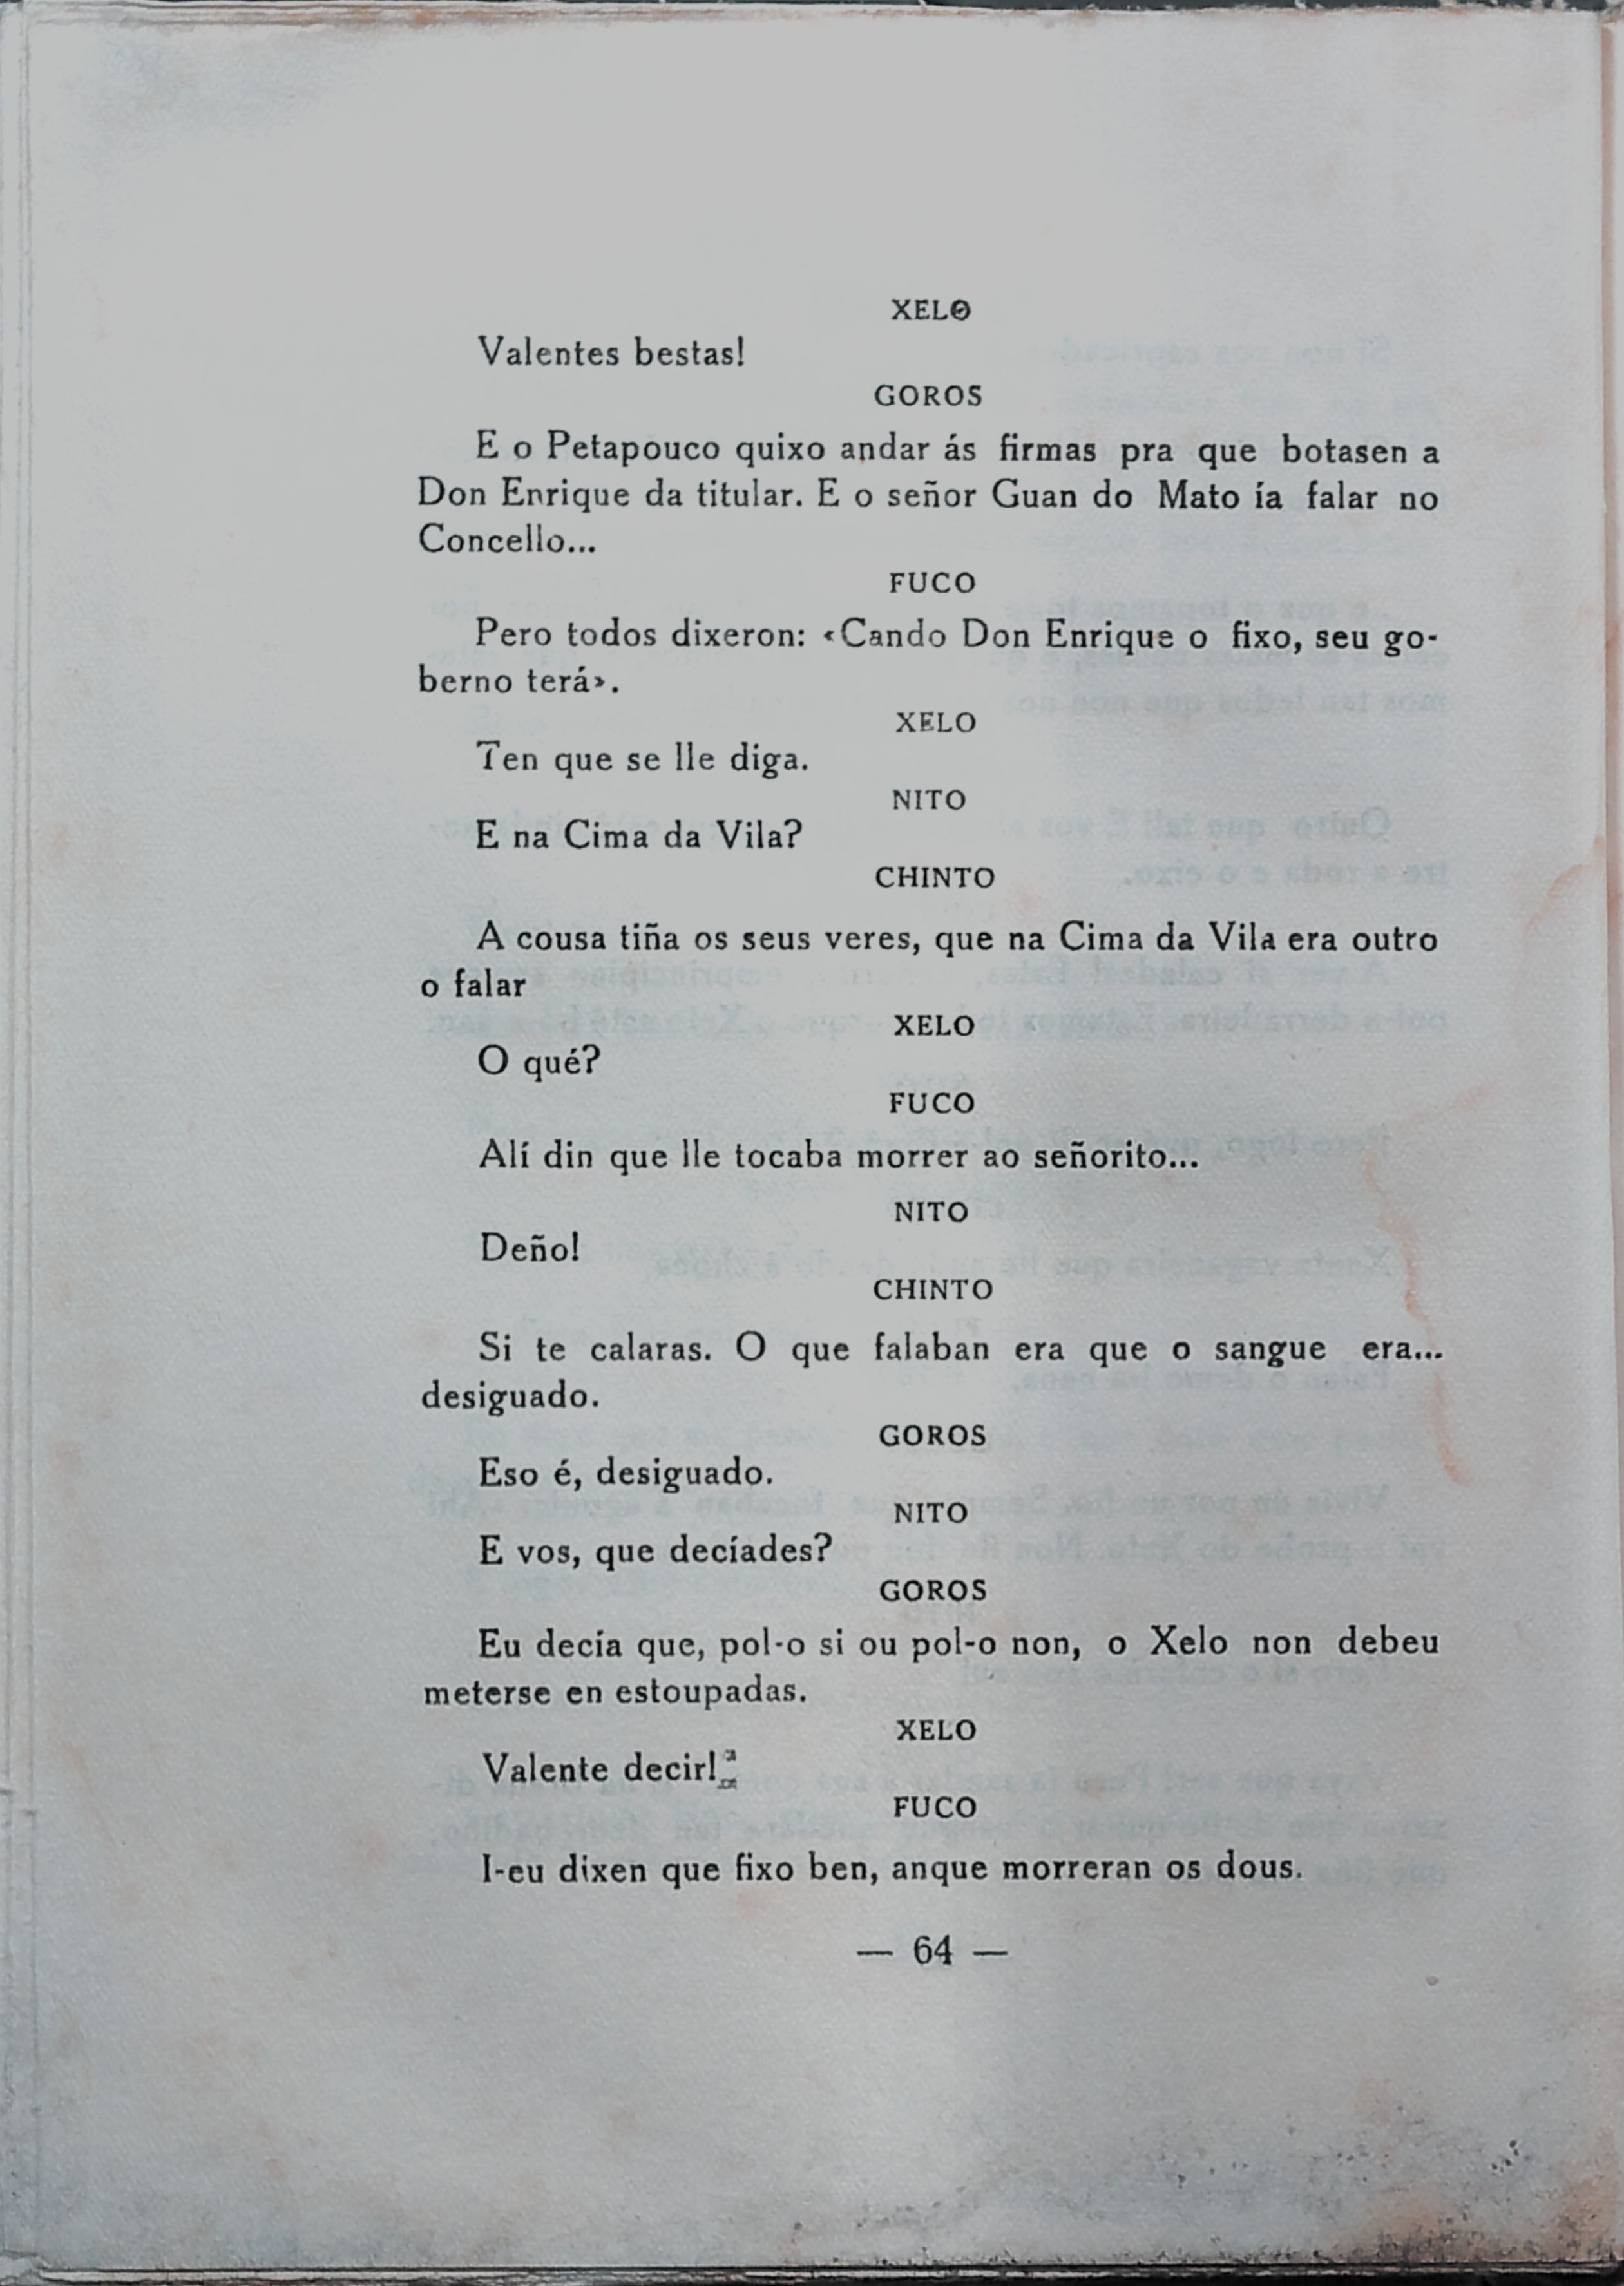 XELO
Valentes bestas!
GOROS
E o Petapouco quixo andar ás firmas pra que botasen a
Don Enrique da titular. E o señor Guan do Mato ía falar no
Concello...
FUCO
Pero todos dixeron: «Cando Don Enrique o fixo, seu go-
berno terá».
XELO
Ten que se lle diga.
NITO
E na Cima da Vila?
CHINTO
A cousa tiña os seus veres, que na Cima da Vila era outro
o falar
XELO
O qué?
FUCO
Alí din que lle tocaba morrer ao señorito...
NITO
Deño!
CHINTO
Si te calaras. O que falaban era que o sangue era...
desiguado.
GOROS
Eso é, desiguado.
NITO
E vos, que decíades?
GOROS
Eu decía que, pol-o si ou pol-o non, o Xelo non debeu
meterse en estoupadas.
XELO
Valente decir!
FUCO
I-eu dixen que fixo ben, anque morreran os dous.
— 64 —